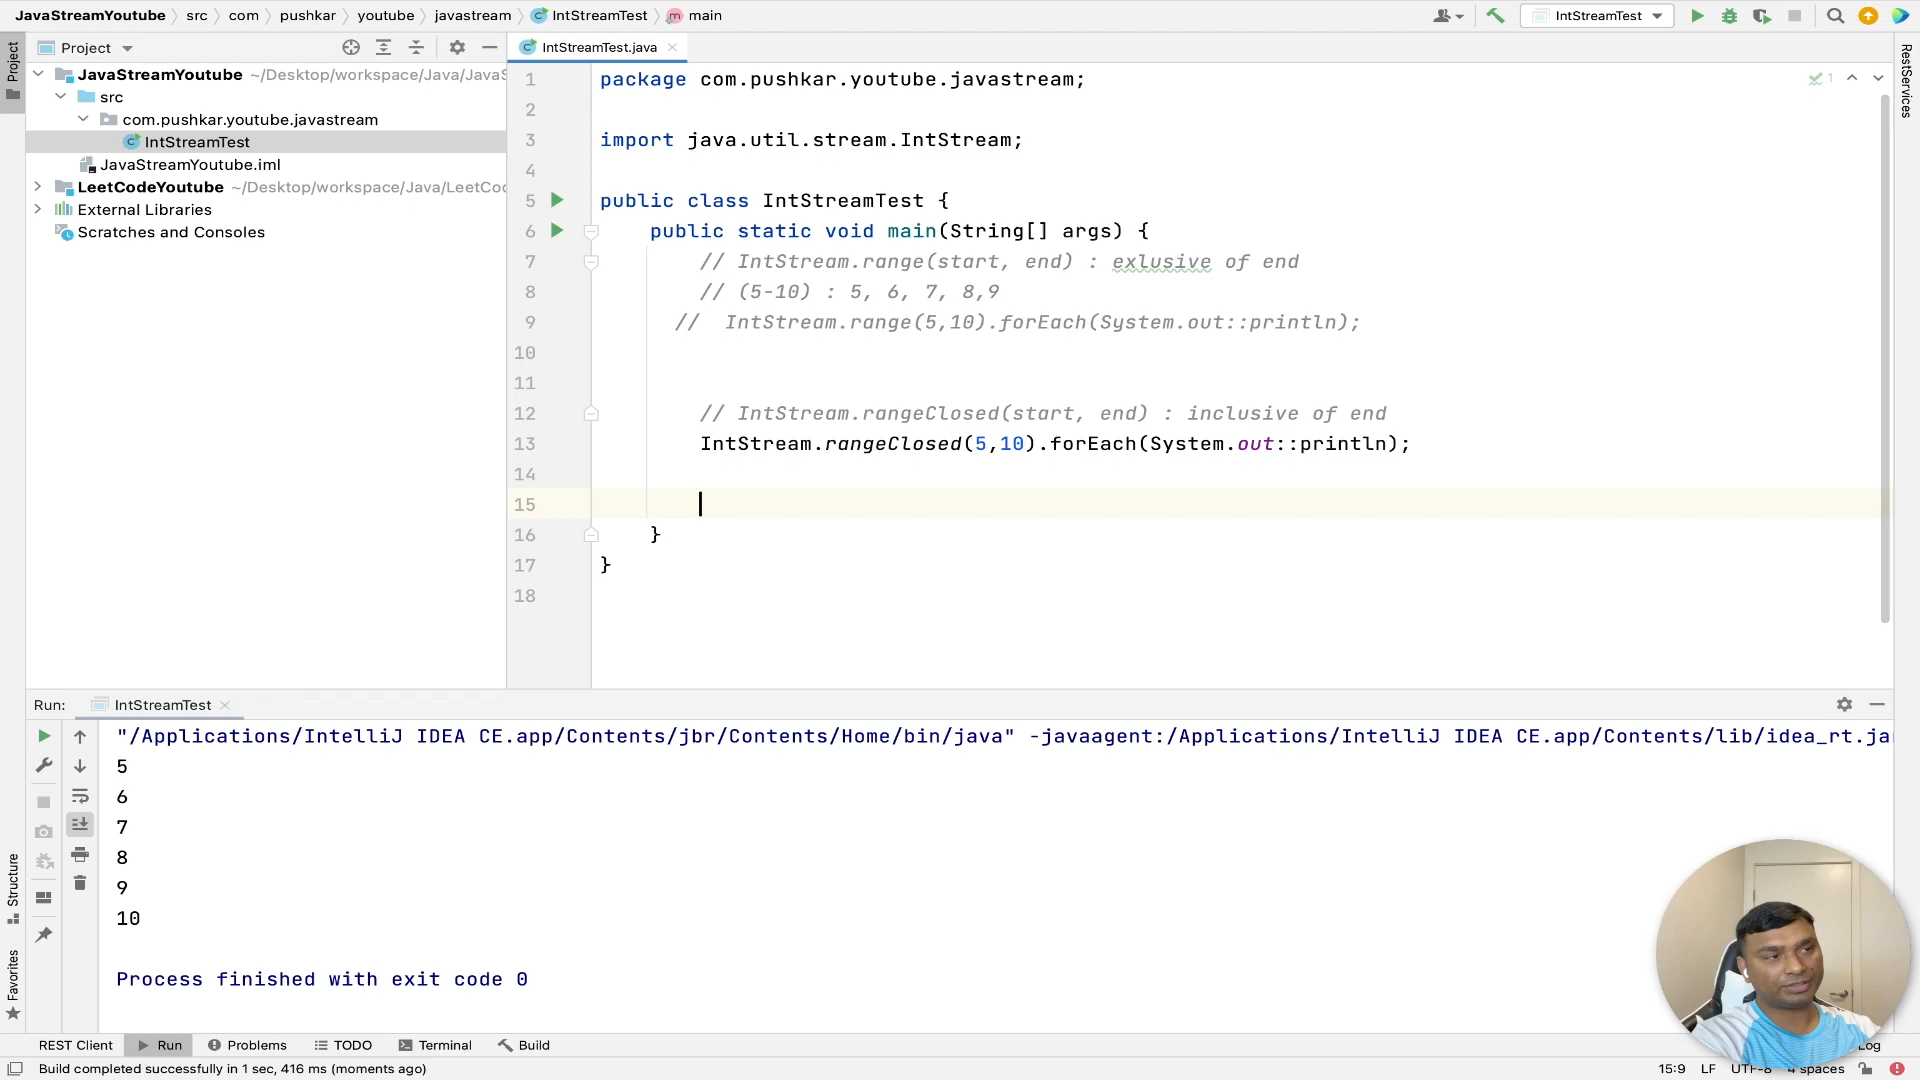 JavaStreamYoutube src com pushkar youtube javastream IntStreamTest main
IntStreamTest
Project
IntStreamTest.java
Project
RestServices
JavaStreamYoutube ~/Desktop/workspace/Java/JavaS
src
com.pushkar.youtube.javastream
IntStreamTest
JavaStreamYoutube.iml
LeetCodeYoutube ~/Desktop/workspace/Java/LeetCo
External Libraries
Scratches and Consoles
1
1 package com.pushkar.youtube.javastream;
2
3 import java.util.stream.IntStream;
4
5 public class IntStreamTest {
6 public static void main(String[] args) {
7 // IntStream.range(start, end) : exlusive of end
8 // (5-10) : 5, 6, 7, 8,9
9 // IntStream.range(5,10).forEach(System.out::println);
10
11
12 // IntStream.rangeClosed(start, end) : inclusive of end
13 IntStream.rangeClosed(5,10).forEach(System.out::println);
14
15
16 }
17 }
18
Run: IntStreamTest
"/Applications/IntelliJ IDEA CE.app/Contents/jbr/Contents/Home/bin/java" -javaagent:/Applications/IntelliJ IDEA CE.app/Contents/lib/idea_rt.ja
5
6
7
8
9
10
Process finished with exit code 0
Structure
Favorites
REST Client Run Problems TODO Terminal Build
Build completed successfully in 1 sec, 416 ms (moments ago)
15:9 LF UTF-8 4 spaces